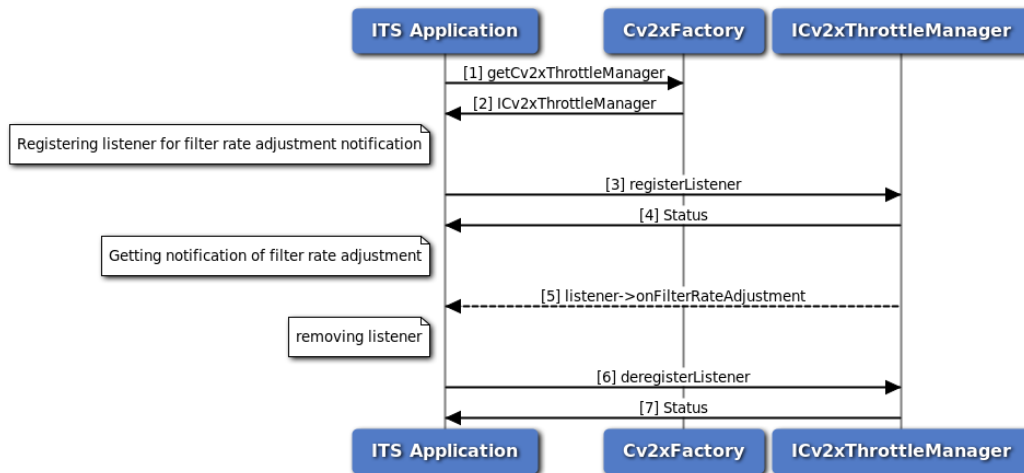 ITS Application
Cv2xFactory
ICv2xThrottleManager
[1] getCv2xThrottleManager
[2] ICv2xThrottleManager
Registering listener for filter rate adjustment notification
[3] registerListener
[4] Status
Getting notification of filter rate adjustment
[5] listener->onFilterRateAdjustment
removing listener
[6] deregisterListener
[7] Status
ITS Application
Cv2xFactory
ICv2xThrottleManager